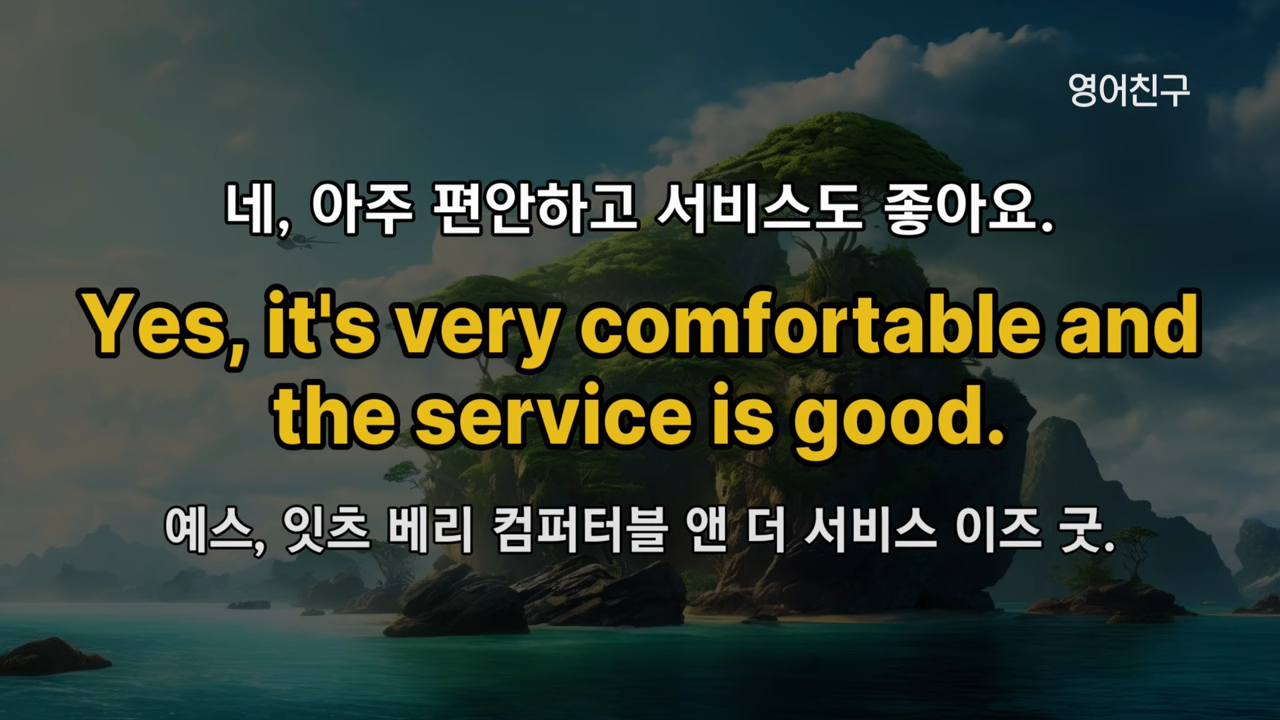 영어친구
네, 아주 편안하고 서비스도 좋아요.
Yes, it's very comfortable and
the service is good.
예스, 잇츠 베리 컴퍼터블 앤 더 서비스 이즈 굿.